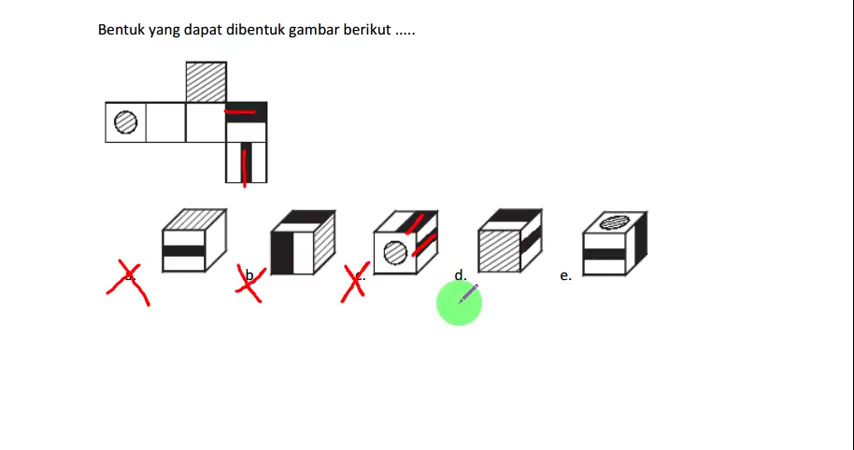 Bentuk yang dapat dibentuk gambar berikut .....
a. b. c. d. e.